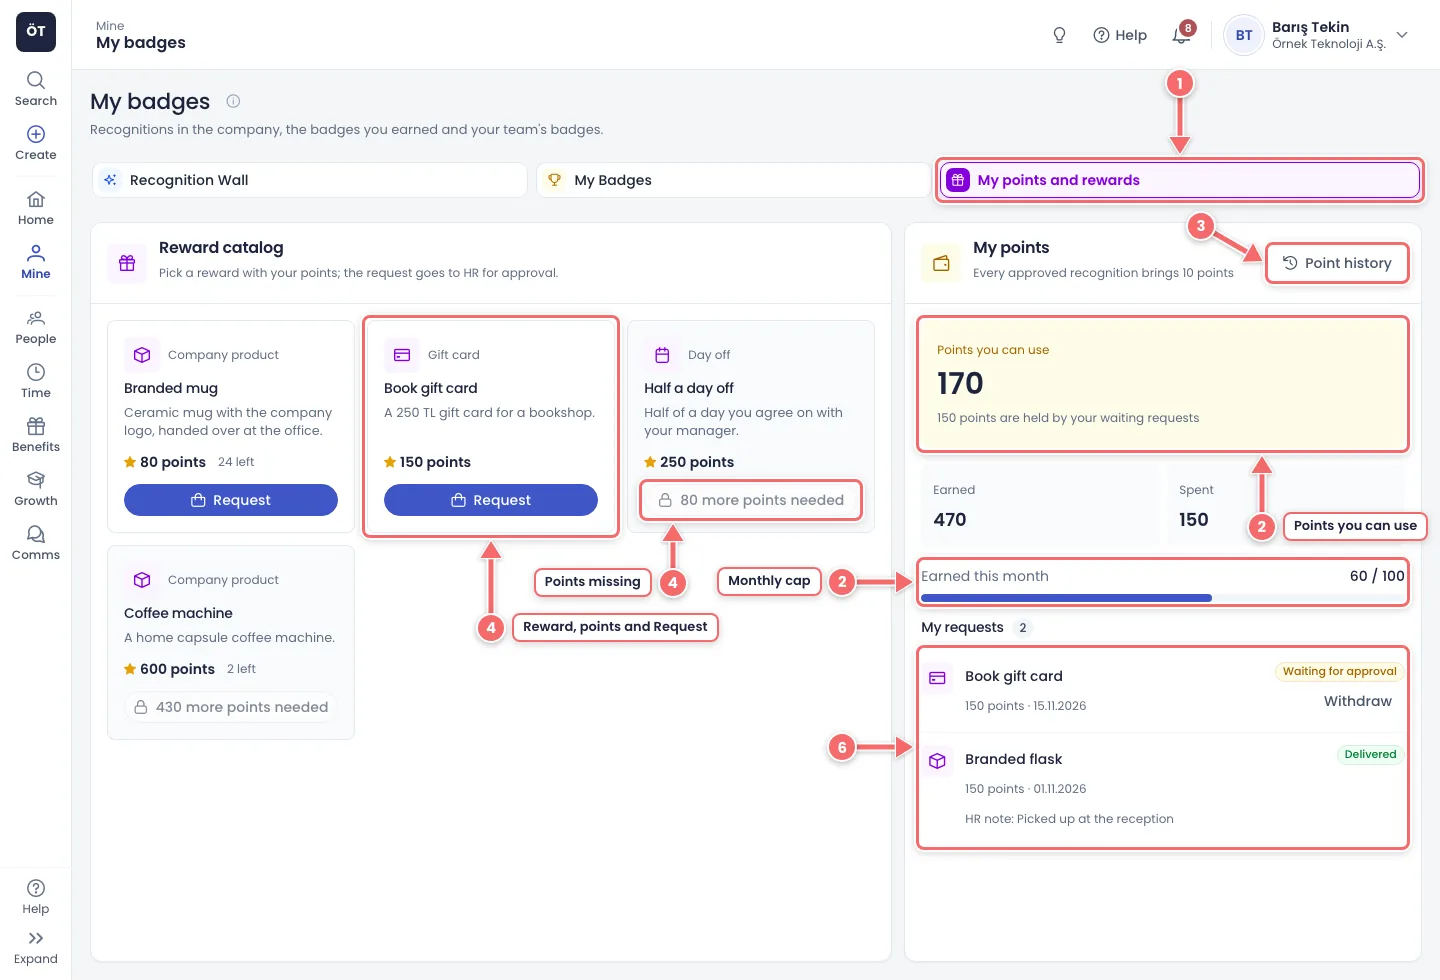 ÖT
Search
Create
Home
Mine
People
Time
Benefits
Growth
Comms
Help
Expand
Mine
My badges
Help
8
BT
Barış Tekin
Örnek Teknoloji A.Ş.
My badges
Recognitions in the company, the badges you earned and your team's badges.
1
Recognition Wall
My Badges
My points and rewards
Reward catalog
Pick a reward with your points; the request goes to HR for approval.
Company product
Branded mug
Ceramic mug with the company
logo, handed over at the office.
80 points 24 left
Request
Gift card
Book gift card
A 250 TL gift card for a bookshop.
150 points
Request
Day off
Half a day off
Half of a day you agree on with
your manager.
250 points
80 more points needed
Company product
Coffee machine
A home capsule coffee machine.
600 points 2 left
430 more points needed
Points missing
4
4
Reward, points and Request
3
My points
Every approved recognition brings 10 points
Point history
Points you can use
170
150 points are held by your waiting requests
Earned
470
Spent
150
2
Points you can use
Monthly cap
2
Earned this month
60 / 100
My requests 2
6
Book gift card
Waiting for approval
150 points · 15.11.2026
Withdraw
Branded flask
Delivered
150 points · 01.11.2026
HR note: Picked up at the reception